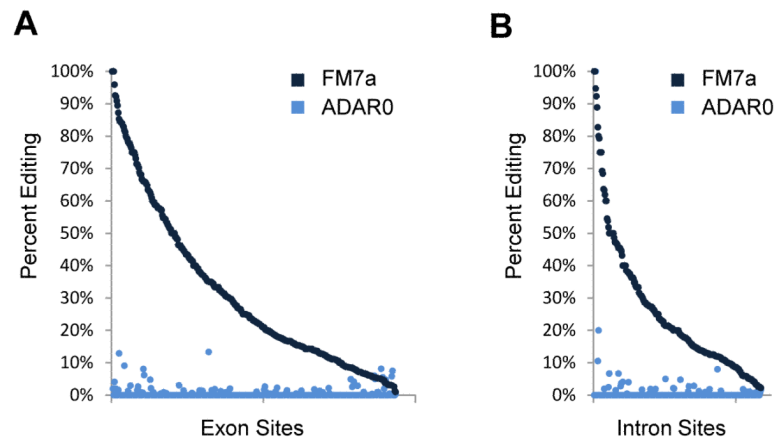 A
B
FM7a
ADAR0
Percent Editing
100%
90%
80%
70%
60%
50%
40%
30%
20%
10%
0%
Exon Sites
FM7a
ADAR0
Percent Editing
100%
90%
80%
70%
60%
50%
40%
30%
20%
10%
0%
Intron Sites